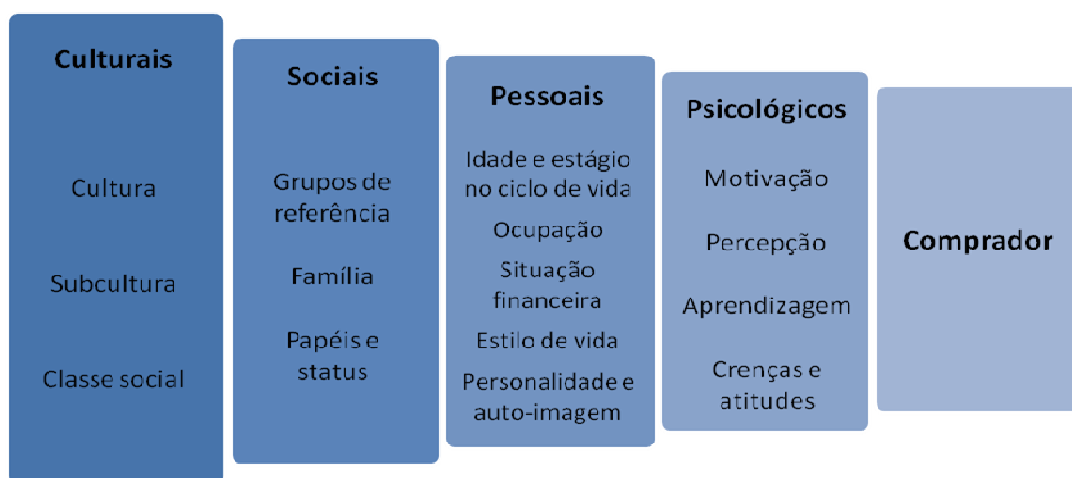 Culturais
Cultura
Subcultura
Classe social
Sociais
Grupos de
referência
Família
Papéis e
status
Pessoais
Idade e estágio
no ciclo de vida
Ocupação
Situação
financeira
Estilo de vida
Personalidade e
auto-imagem
Psicológicos
Motivação
Percepção
Aprendizagem
Crenças e
atitudes
Comprador